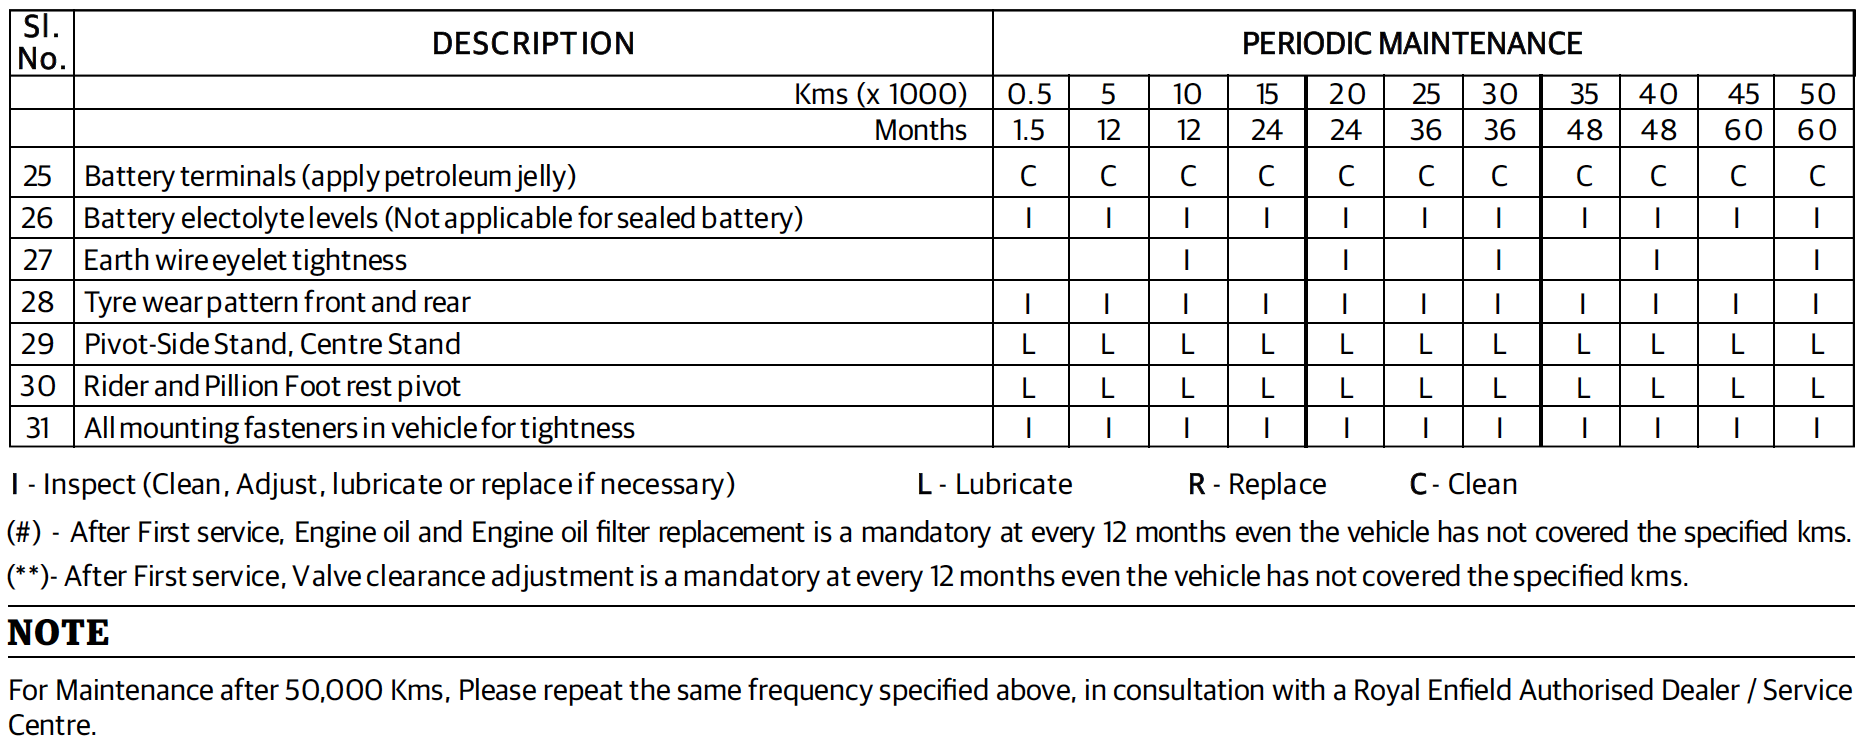 Sl. No. DESCRIPTION PERIODIC MAINTENANCE
Kms (x 1000) 0.5 5 10 15 20 25 30 35 40 45 50
Months 1.5 12 12 24 24 36 36 48 48 60 60
25 Battery terminals (apply petroleum jelly) C C C C C C C C C C C
26 Battery electolyte levels (Not applicable for sealed battery) I I I I I I I I I I I
27 Earth wire eyelet tightness I I I I I
28 Tyre wear pattern front and rear I I I I I I I I I I I
29 Pivot-Side Stand, Centre Stand L L L L L L L L L L L
30 Rider and Pillion Foot rest pivot L L L L L L L L L L L
31 All mounting fasteners in vehicle for tightness I I I I I I I I I I I
I - Inspect (Clean, Adjust, lubricate or replace if necessary) L - Lubricate R - Replace C - Clean
(#) - After First service, Engine oil and Engine oil filter replacement is a mandatory at every 12 months even the vehicle has not covered the specified kms.
(**)- After First service, Valve clearance adjustment is a mandatory at every 12 months even the vehicle has not covered the specified kms.
NOTE
For Maintenance after 50,000 Kms, Please repeat the same frequency specified above, in consultation with a Royal Enfield Authorised Dealer / Service
Centre.